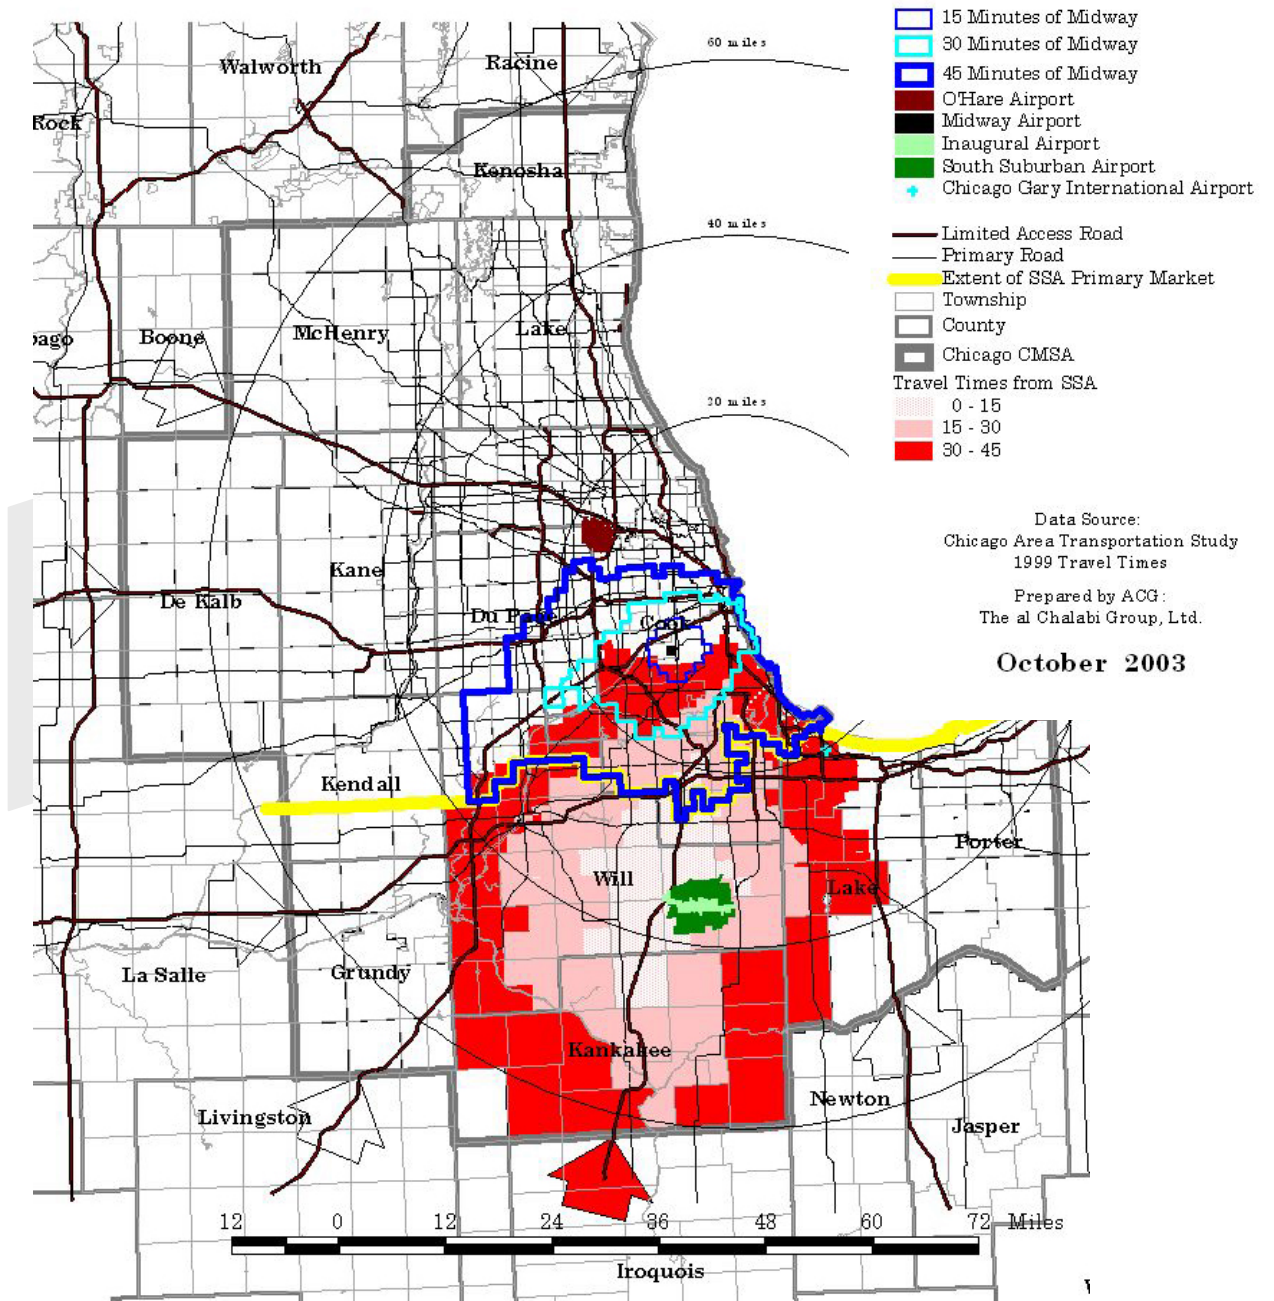 15 Minutes of Midway
30 Minutes of Midway
45 Minutes of Midway
O'Hare Airport
Midway Airport
Inaugural Airport
South Suburban Airport
Chicago Gary International Airport
Limited Access Road
Primary Road
Extent of SSA Primary Market
Township
County
Chicago CMSA
Travel Times from SSA
0 - 15
15 - 30
30 - 45
Data Source:
Chicago Area Transportation Study
1999 Travel Times
Prepared by ACG:
The al Chalabi Group, Ltd.
October 2003
60 miles
Walworth
Racine
Rock
Kenosha
40 miles
bago
Boone
McHenry
Lake
20 miles
Kane
De Kalb
Du Page
Cook
Kendall
Porter
Will
Lake
La Salle
Grundy
Kankakee
Newton
Livingston
Jasper
12 0 12 24 36 48 60 72 Miles
Iroquois